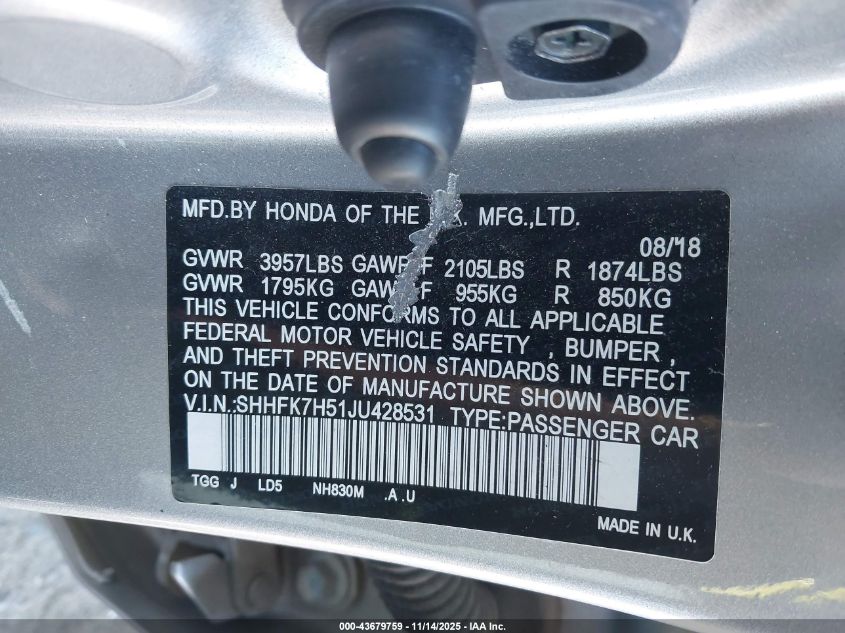 MFD.BY HONDA OF THE K. MFG.,LTD.
08/18
GVWR 3957LBS GAWR F 2105LBS R 1874LBS
GVWR 1795KG GAW F 955KG R 850KG
THIS VEHICLE CONFORMS TO ALL APPLICABLE
FEDERAL MOTOR VEHICLE SAFETY , BUMPER ,
AND THEFT PREVENTION STANDARDS IN EFFECT
ON THE DATE OF MANUFACTURE SHOWN ABOVE.
V.I.N.:SHHFK7H51JU428531 TYPE:PASSENGER CAR
TGG J LD5 NH830M .A .U
MADE IN U.K.
000-43679759 — 11/14/2025 — IAA Inc.